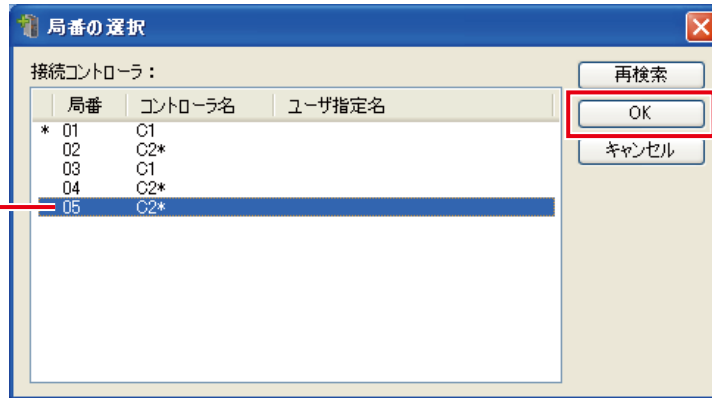 局番の選択
接続コントローラ：
再検索
OK
キャンセル
局番 コントローラ名 ユーザ指定名
* 01 C1
02 C2*
03 C1
04 C2*
05 C2*